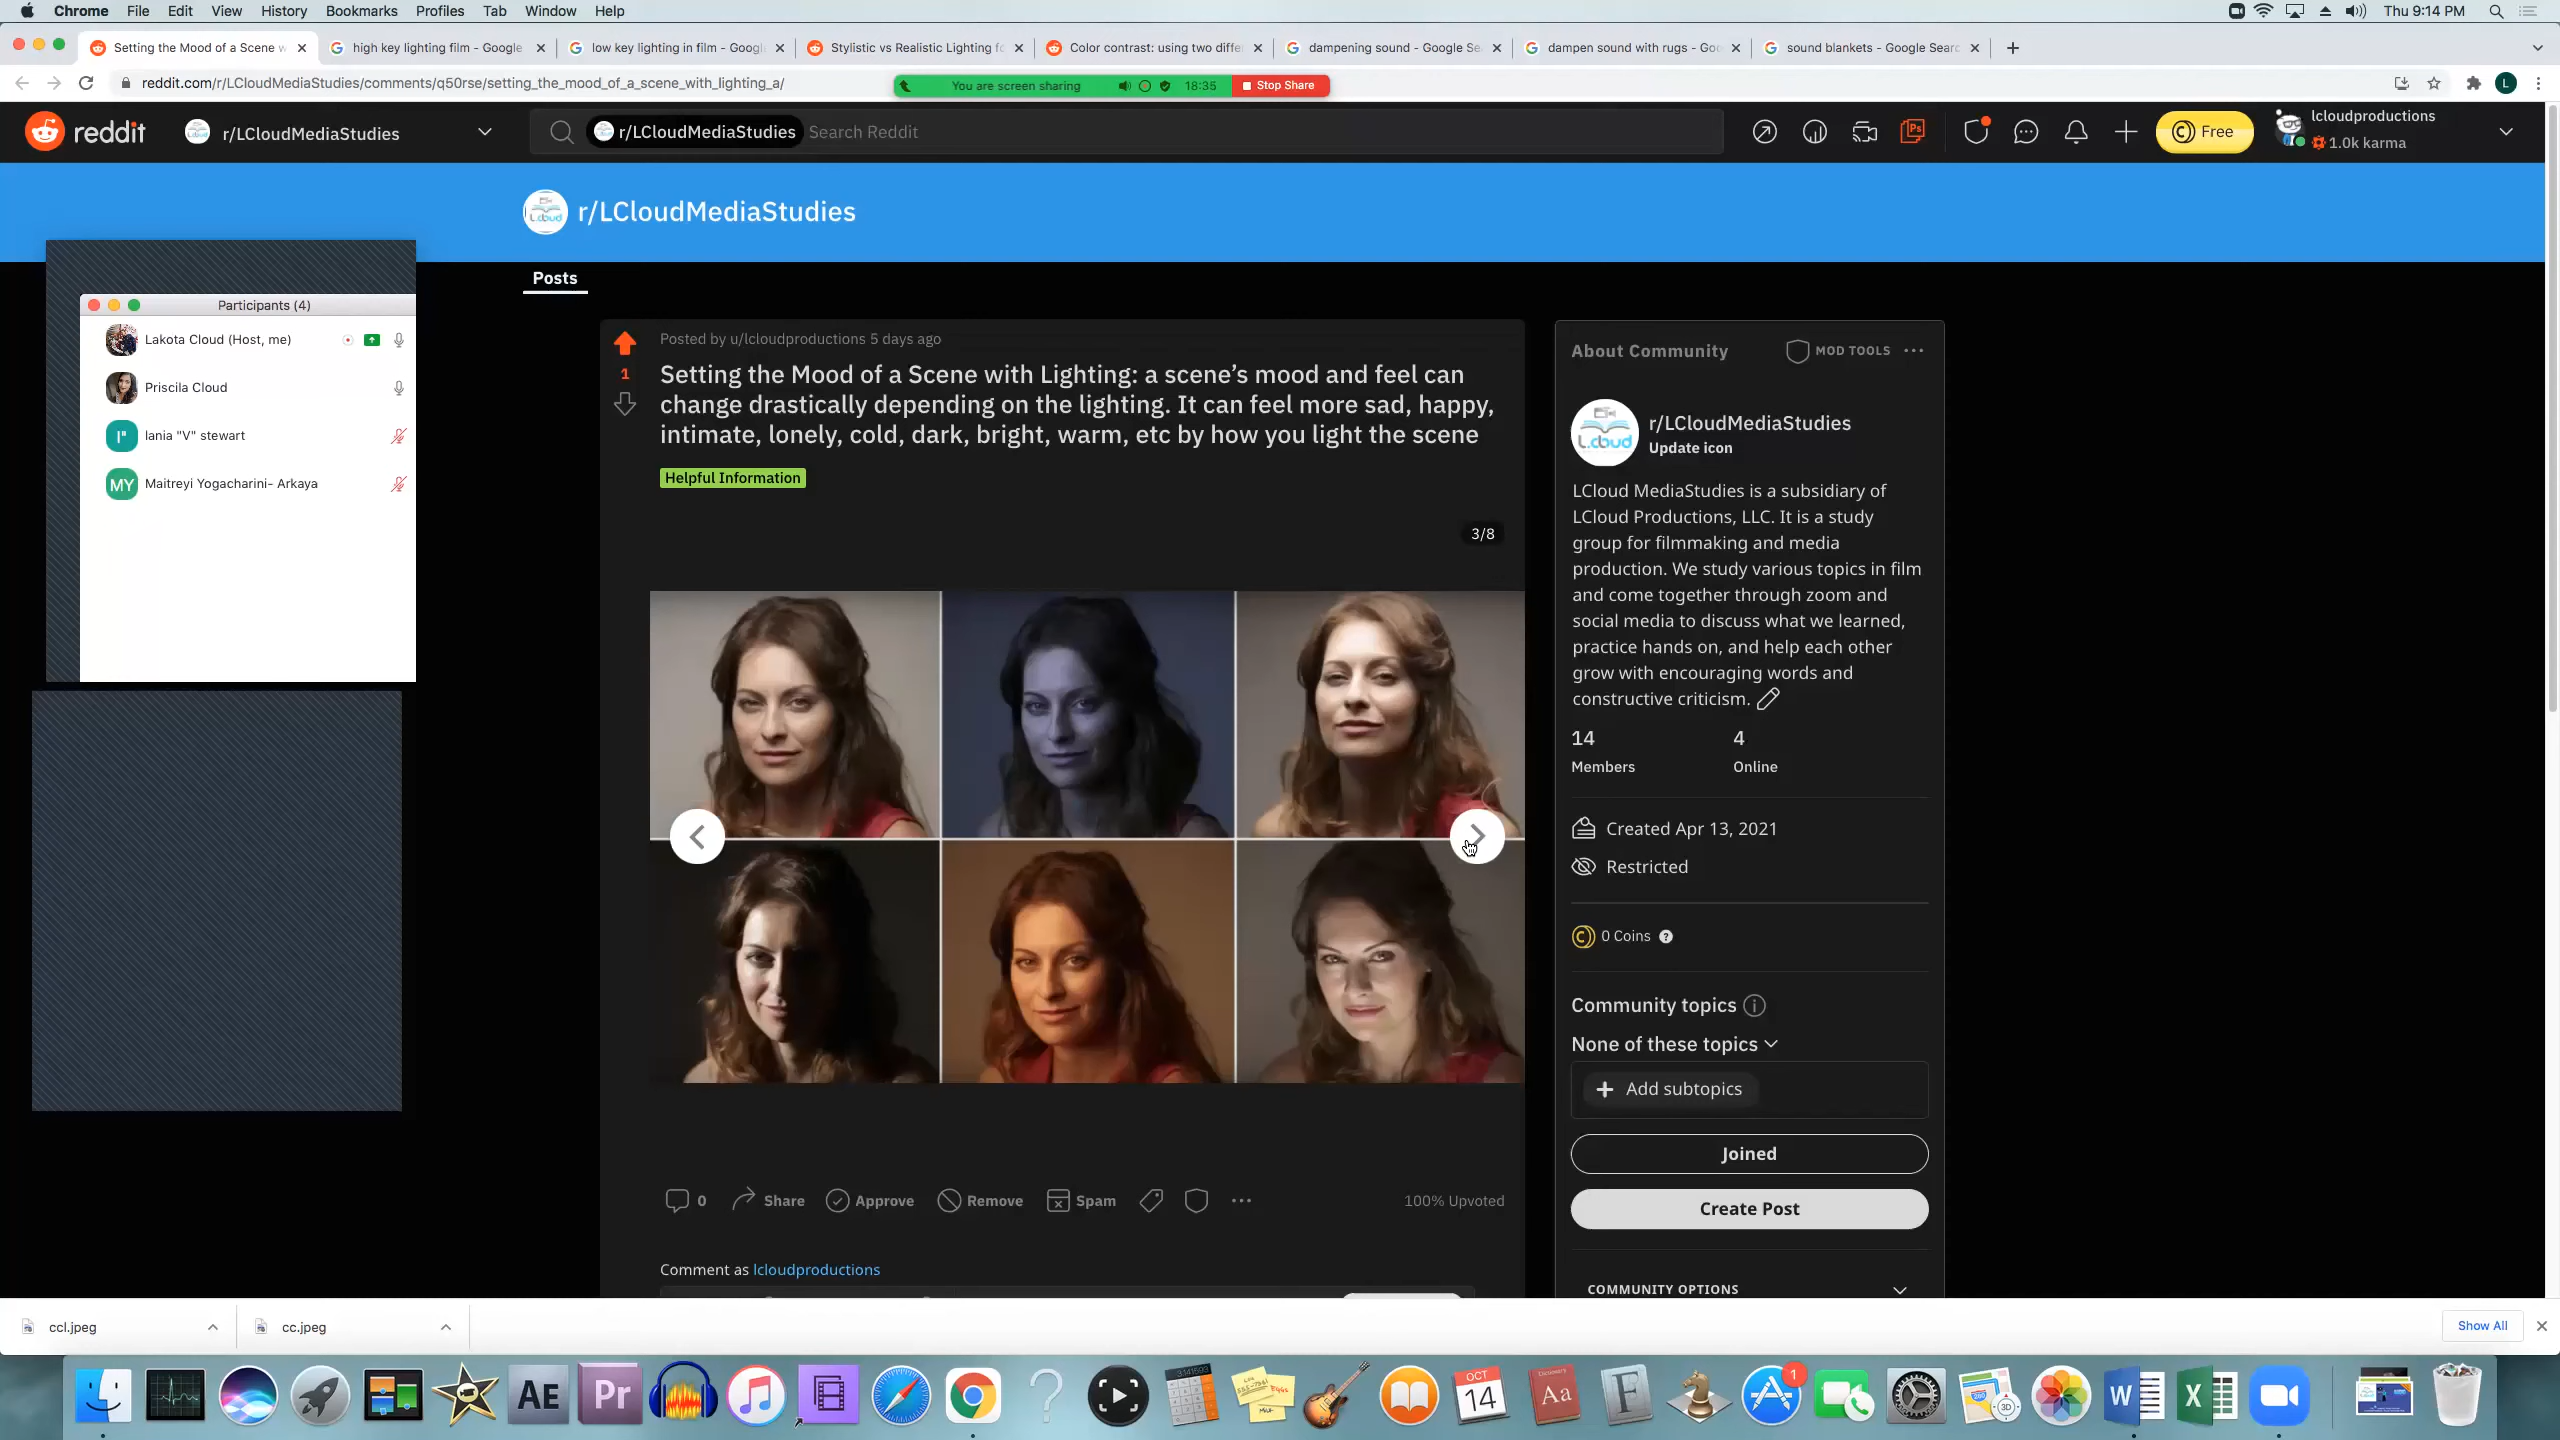 Chrome File Edit View History Bookmarks Profiles Tab Window Help
Thu 9:14 PM
Setting the Mood of a Scene w
high key lighting film - Google
low key lighting in film - Googl
Stylistic vs Realistic Lighting fo
Color contrast: using two differ
dampening sound - Google Se
dampen sound with rugs - Goo
sound blankets - Google Searc
reddit.com/r/LCloudMediaStudies/comments/q50rse/setting_the_mood_of_a_scene_with_lighting_a/
You are screen sharing
18:35
Stop Share
L
reddit
r/LCloudMediaStudies
r/LCloudMediaStudies Search Reddit
Free
lcloudproductions
1.0k karma
r/LCloudMediaStudies
Posts
Participants (4)
Lakota Cloud (Host, me)
Priscila Cloud
I"
Iania "V" stewart
MY
Maitreyi Yogacharini- Arkaya
Posted by u/lcloudproductions 5 days ago
1
Setting the Mood of a Scene with Lighting: a scene's mood and feel can
change drastically depending on the lighting. It can feel more sad, happy,
intimate, lonely, cold, dark, bright, warm, etc by how you light the scene
Helpful Information
3/8
0
Share
Approve
Remove
Spam
100% Upvoted
Comment as lcloudproductions
About Community
MOD TOOLS
L.cloud
r/LCloudMediaStudies
Update icon
LCloud MediaStudies is a subsidiary of
LCloud Productions, LLC. It is a study
group for filmmaking and media
production. We study various topics in film
and come together through zoom and
social media to discuss what we learned,
practice hands on, and help each other
grow with encouraging words and
constructive criticism.
14
Members
4
Online
Created Apr 13, 2021
Restricted
0 Coins
Community topics
None of these topics
Add subtopics
Joined
Create Post
COMMUNITY OPTIONS
ccl.jpeg
cc.jpeg
Show All
AE
Pr
OCT
14
Aa
F
1
3D
W
X